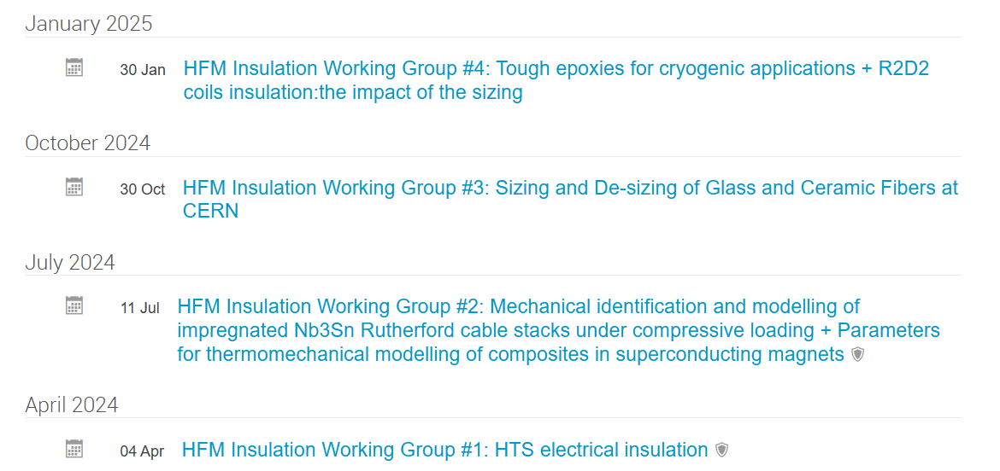 January 2025
30 Jan HFM Insulation Working Group #4: Tough epoxies for cryogenic applications + R2D2
coils insulation:the impact of the sizing
October 2024
30 Oct HFM Insulation Working Group #3: Sizing and De-sizing of Glass and Ceramic Fibers at
CERN
July 2024
11 Jul HFM Insulation Working Group #2: Mechanical identification and modelling of
impregnated Nb3Sn Rutherford cable stacks under compressive loading + Parameters
for thermomechanical modelling of composites in superconducting magnets
April 2024
04 Apr HFM Insulation Working Group #1: HTS electrical insulation